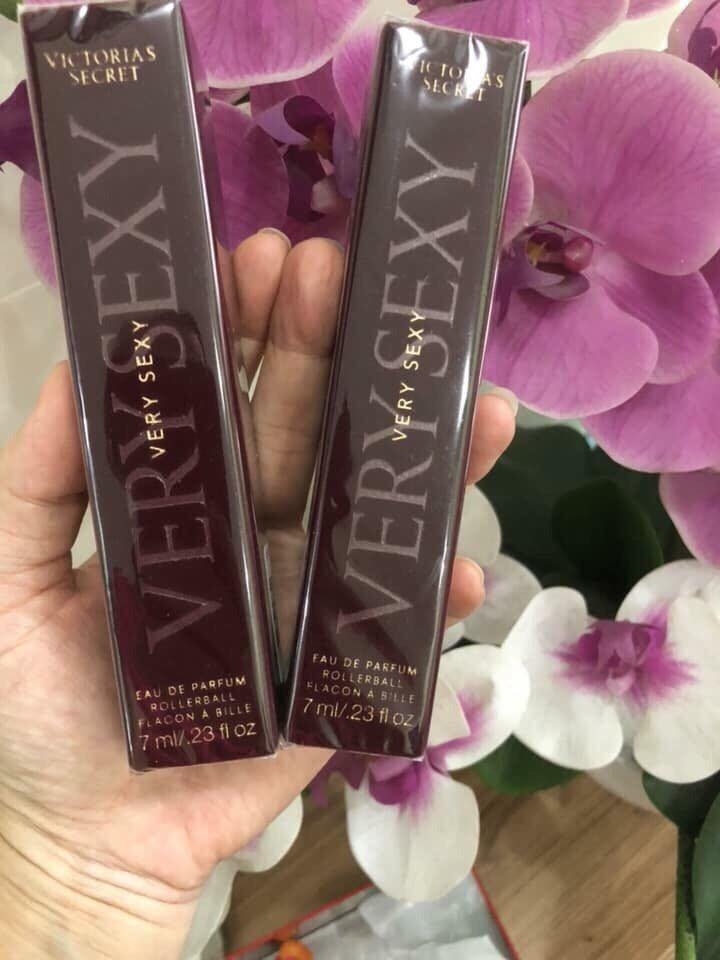 VICTORIA'S
SECRET
VERY SEXY
VERY SEXY
EAU DE PARFUM
ROLLERBALL
FLACON À BILLE
7 ml/.23 fl oz
VICTORIA'S
SECRET
VERY SEXY
VERY SEXY
EAU DE PARFUM
ROLLERBALL
FLACON À BILLE
7 ml/.23 fl oz